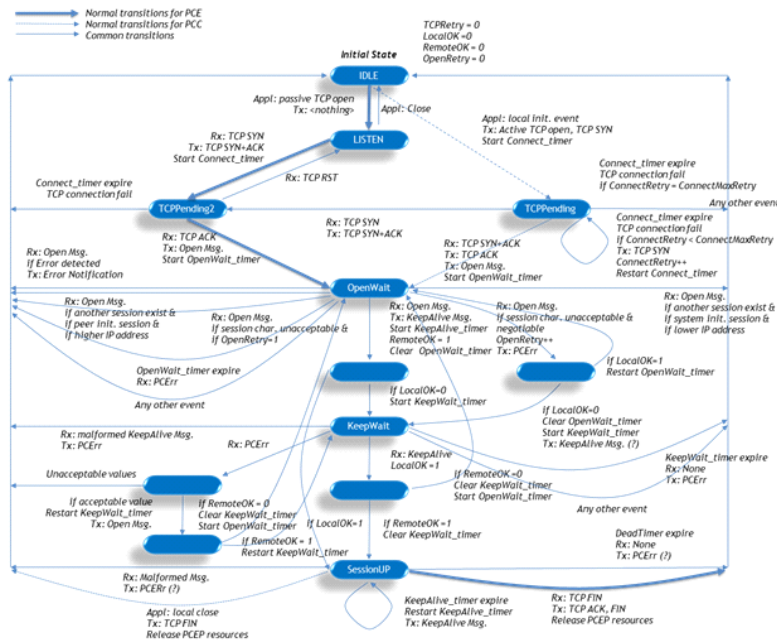 Normal transitions for PCE
Normal transitions for PCC
Common transitions
TCPRetry = 0
LocalOK =0
RemoteOK = 0
OpenRetry = 0
Initial State
IDLE
Appl: passive TCP open
Tx: <nothing>
Appl: Close
Appl: local init. event
Tx: Active TCP open, TCP SYN
Start Connect_timer
LISTEN
Rx: TCP SYN
Tx: TCP SYN+ACK
Start Connect_timer
Rx: TCP RST
Connect_timer expire
TCP connection fail
Connect_timer expire
TCP connection fail
If ConnectRetry = ConnectMaxRetry
TCPPending2
TCPPending
Any other event
Rx: TCP SYN
Tx: TCP SYN+ACK
Connect_timer expire
TCP connection fail
if ConnectRetry < ConnectMaxRetry
Tx: TCP SYN
ConnectRetry++
Restart Connect_timer
Rx: TCP ACK
Tx: Open Msg.
Start OpenWait_timer
Rx: TCP SYN+ACK
Tx: TCP ACK
Tx: Open Msg.
Start OpenWait_timer
Rx: Open Msg.
If Error detected
Tx: Error Notification
OpenWait
Rx: Open Msg.
If another session exist &
If peer init. session &
If higher IP address
Rx: Open Msg.
If session char. unacceptable &
If OpenRetry=1
Rx: Open Msg.
Tx: KeepAlive Msg.
Start KeepAlive_timer
RemoteOK = 1
Clear OpenWait_timer
Rx: Open Msg.
If session char. unacceptable &
negotiable
OpenRetry++
Tx: PCErr
Rx: Open Msg.
If another session exist &
If system init. session &
If lower IP address
OpenWait_timer expire
Rx: PCErr
if LocalOK=1
Restart OpenWait_timer
Any other event
if LocalOK=0
Start KeepWait_timer
if LocalOK=0
Clear OpenWait_timer
Start KeepWait_timer
Tx: KeepAlive Msg. (?)
KeepWait
Rx: malformed KeepAlive Msg.
Tx: PCErr
Rx: PCErr
Rx: KeepAlive
LocalOK =1
KeepWait_timer expire
Rx: None
Tx: PCErr
Unacceptable values
if RemoteOK =0
Clear KeepWait_timer
Start OpenWait_timer
Any other event
If acceptable value
Restart KeepWait_timer
Tx: Open Msg.
if RemoteOK = 0
Clear KeepWait_timer
Start OpenWait_timer
if LocalOK=1
if RemoteOK = 1
Clear KeepWait_timer
if RemoteOK = 1
Restart KeepWait_timer
DeadTimer expire
Rx: None
Tx: PCErr (?)
SessionUP
Rx: Malformed Msg.
Tx: PCERr (?)
Appl: local close
Tx: TCP FIN
Release PCEP resources
KeepAlive_timer expire
Restart KeepAlive_timer
Tx: KeepAlive Msg.
Rx: TCP FIN
Tx: TCP ACK, FIN
Release PCEP resources